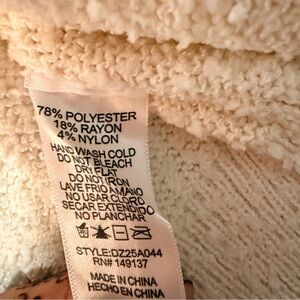 78% POLYESTER
18% RAYON
4% NYLON
HAND WASH COLD
DO NOT BLEACH
DRY FLAT
DO NOT IRON
LAVE FRIO A MANO
NO USAR CLORO
SECAR EXTENDIDO
NO PLANCHAR
STYLE:DZ25A044
RN# 149137
MADE IN CHINA
HECHO EN CHINA